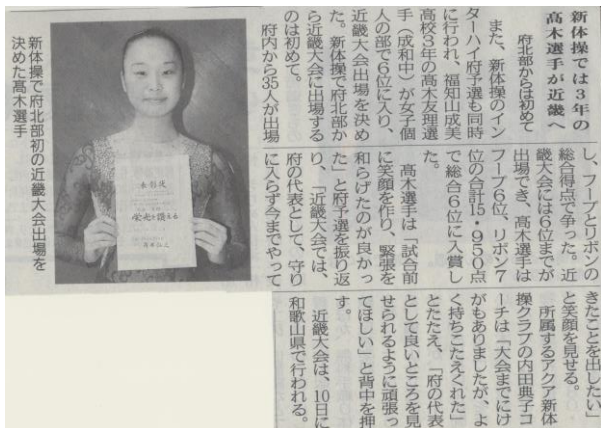 新体操では3年の
髙木選手が近畿へ
府北部からは初めて
また、新体操のイン
ターハイ府予選も同時
に行われ、福知山成美
高校3年の髙木友理選
手（成和中）が女子個
人の部で6位に入り、
近畿大会出場を決め
た。新体操で府北部か
ら近畿大会に出場する
のは初めて。
府内から35人が出場
し、フープとリボンの
総合得点で争った。近
畿大会には6位までが
出場でき、髙木選手は
フープ6位、リボン7
位の合計15・950点
で総合6位に入賞し
た。
髙木選手は「試合前
に笑顔を作り、緊張を
和らげたのが良かっ
た」と府予選を振り返
り、「近畿大会では、
府の代表として、守り
に入らず今までやって
きたことを出したい」
と笑顔を見せる。
所属するアクア新体
操クラブの内田典子コ
ーチは「大会までにけ
がもありましたが、よ
く持ちこたえくれた」
とたたえ、「府の代表
として良いところを見
せられるように頑張っ
てほしい」と背中を押
す。
近畿大会は、10日に
和歌山県で行われる。
表彰状
栄光を讃える
新体操で府北部初の近畿大会出場を
決めた髙木選手